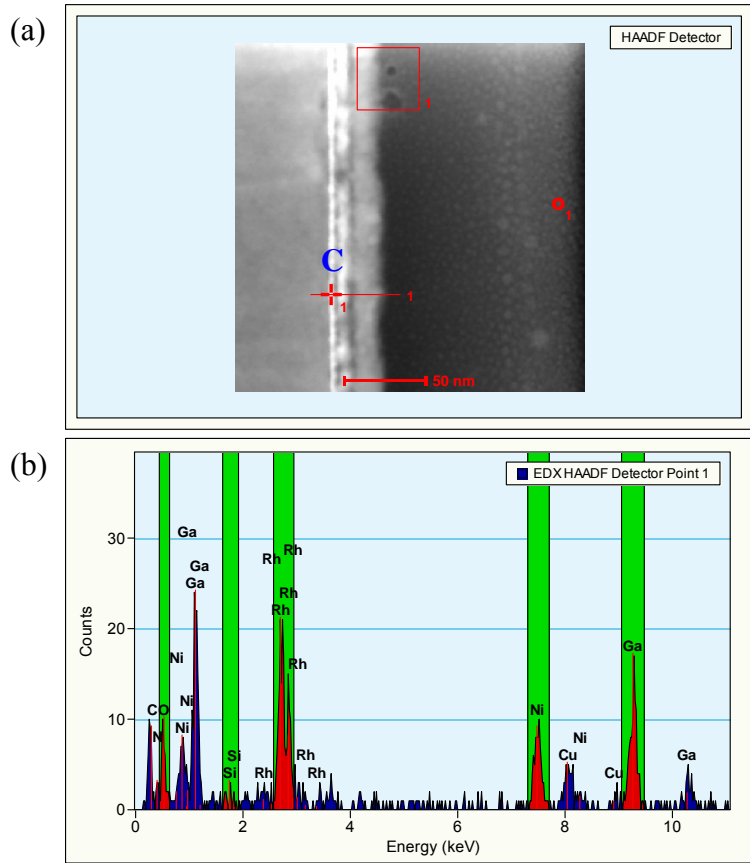 (a)
HAADF Detector
1
1
C
1
1
50 nm
(b)
EDX HAADF Detector Point 1
30
20
10
0
Counts
Ga
Ga
Ga
Ni
C O
N
Ni
Ni
Si
Si
Rh
Rh
Rh
Rh
Rh
Rh
Rh
Rh
Ni
Ni
Cu
Cu
Ga
Ga
0
2
4
6
8
10
Energy (keV)